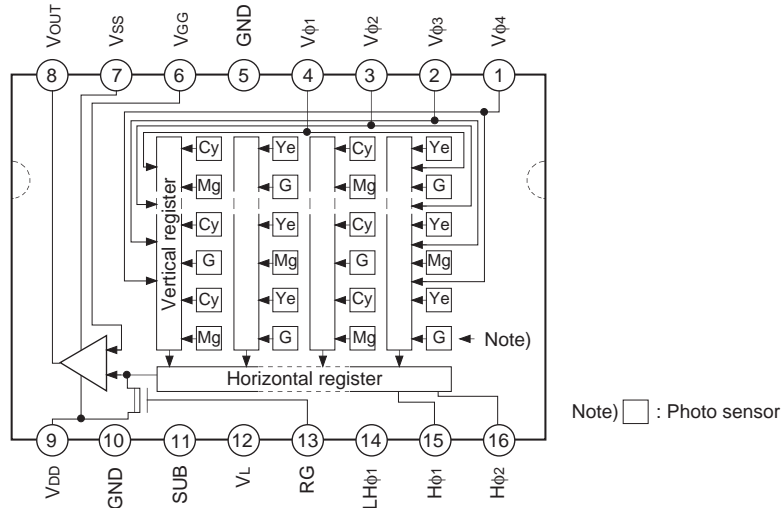 VOUT VSS VGG GND Vφ1 Vφ2 Vφ3 Vφ4
8 7 6 5 4 3 2 1
Vertical register
Cy Ye Cy Ye
Mg G Mg G
Cy Ye Cy Ye
G Mg G Mg
Cy Ye Cy Ye
Mg G Mg G
Note)
Horizontal register
Note) : Photo sensor
9 10 11 12 13 14 15 16
VDD GND SUB VL RG LHφ1 Hφ1 Hφ2